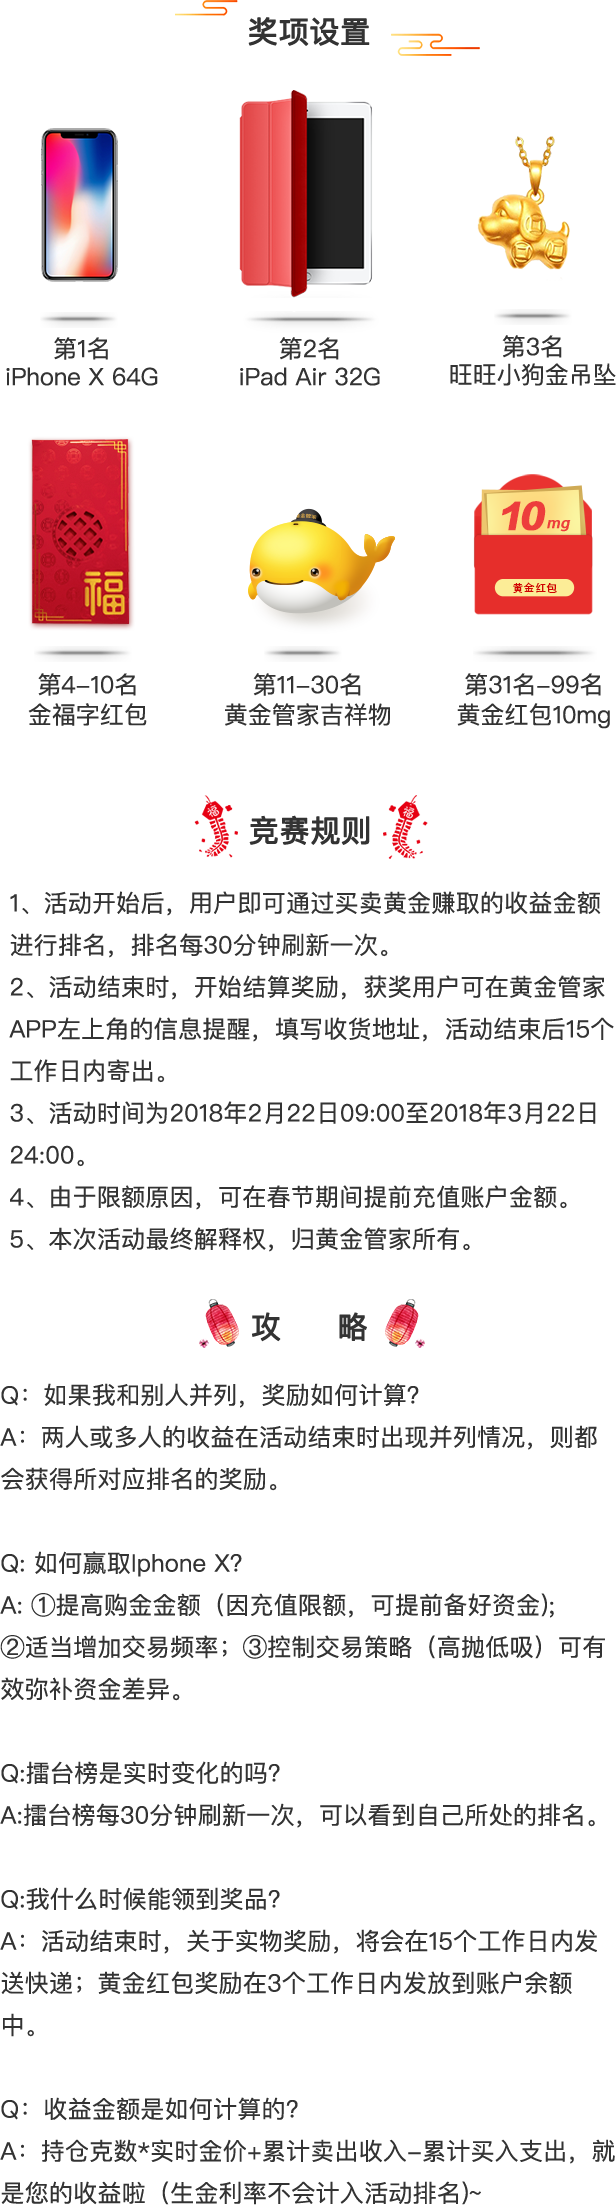 奖项设置
第1名
iPhone X 64G
第2名
iPad Air 32G
第3名
旺旺小狗金吊坠
福
10mg
黄金红包
第4-10名
金福字红包
第11-30名
黄金管家吉祥物
第31名-99名
黄金红包10mg
福 竞赛规则 福
1、活动开始后，用户即可通过买卖黄金赚取的收益金额
进行排名，排名每30分钟刷新一次。
2、活动结束时，开始结算奖励，获奖用户可在黄金管家
APP左上角的信息提醒，填写收货地址，活动结束后15个
工作日内寄出。
3、活动时间为2018年2月22日09:00至2018年3月22日
24:00。
4、由于限额原因，可在春节期间提前充值账户金额。
5、本次活动最终解释权，归黄金管家所有。
攻 略
Q：如果我和别人并列，奖励如何计算?
A：两人或多人的收益在活动结束时出现并列情况，则都
会获得所对应排名的奖励。
Q: 如何赢取Iphone X?
A: ①提高购金金额（因充值限额，可提前备好资金);
②适当增加交易频率；③控制交易策略（高抛低吸）可有
效弥补资金差异。
Q:擂台榜是实时变化的吗?
A:擂台榜每30分钟刷新一次，可以看到自己所处的排名。
Q:我什么时候能领到奖品?
A：活动结束时，关于实物奖励，将会在15个工作日内发
送快递；黄金红包奖励在3个工作日内发放到账户余额
中。
Q：收益金额是如何计算的?
A：持仓克数*实时金价+累计卖出收入-累计买入支出，就
是您的收益啦（生金利率不会计入活动排名)~